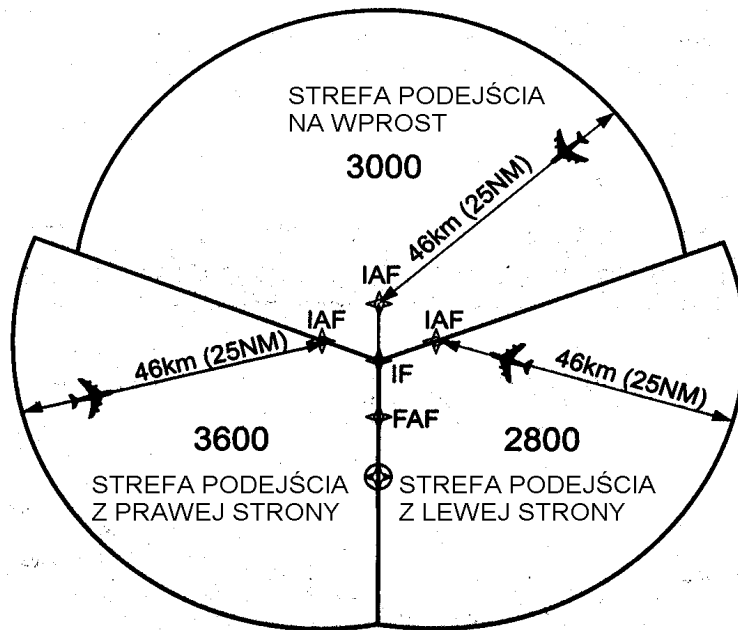 STREFA PODEJŚCIA
NA WPROST
3000
46km (25NM)
IAF
IAF
IAF
46km (25NM)
46km (25NM)
IF
FAF
3600
2800
STREFA PODEJŚCIA
Z PRAWEJ STRONY
STREFA PODEJŚCIA
Z LEWEJ STRONY